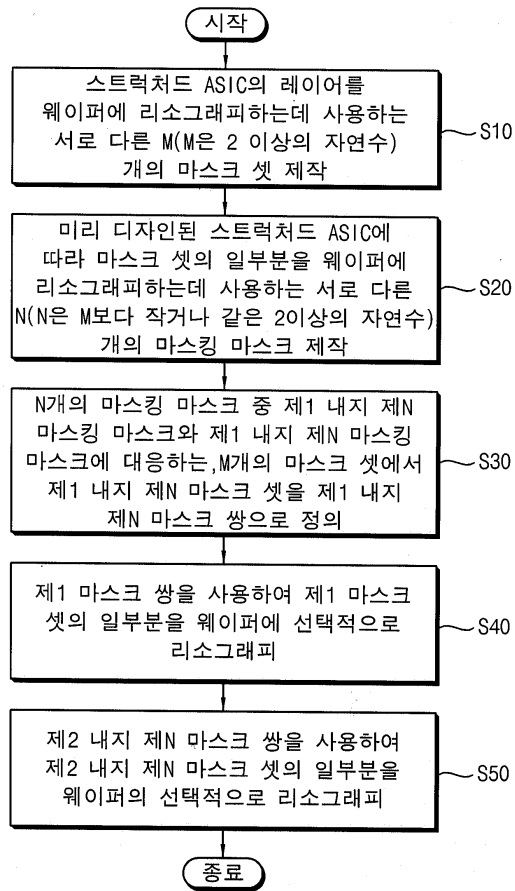 시작
스트럭처드 ASIC의 레이어를
웨이퍼에 리소그래피하는데 사용하는
서로 다른 M(M은 2 이상의 자연수)
개의 마스크 셋 제작
S10
미리 디자인된 스트럭처드 ASIC에
따라 마스크 셋의 일부분을 웨이퍼에
리소그래피하는데 사용하는 서로 다른
N(N은 M보다 작거나 같은 2이상의 자연수)
개의 마스킹 마스크 제작
S20
N개의 마스킹 마스크 중 제1 내지 제N
마스킹 마스크와 제1 내지 제N 마스킹
마스크에 대응하는,M개의 마스크 셋에서
제1 내지 제N 마스크 셋을 제1 내지
제N 마스크 쌍으로 정의
S30
제1 마스크 쌍을 사용하여 제1 마스크
셋의 일부분을 웨이퍼에 선택적으로
리소그래피
S40
제2 내지 제N 마스크 쌍을 사용하여
제2 내지 제N 마스크 셋의 일부분을
웨이퍼의 선택적으로 리소그래피
S50
종료